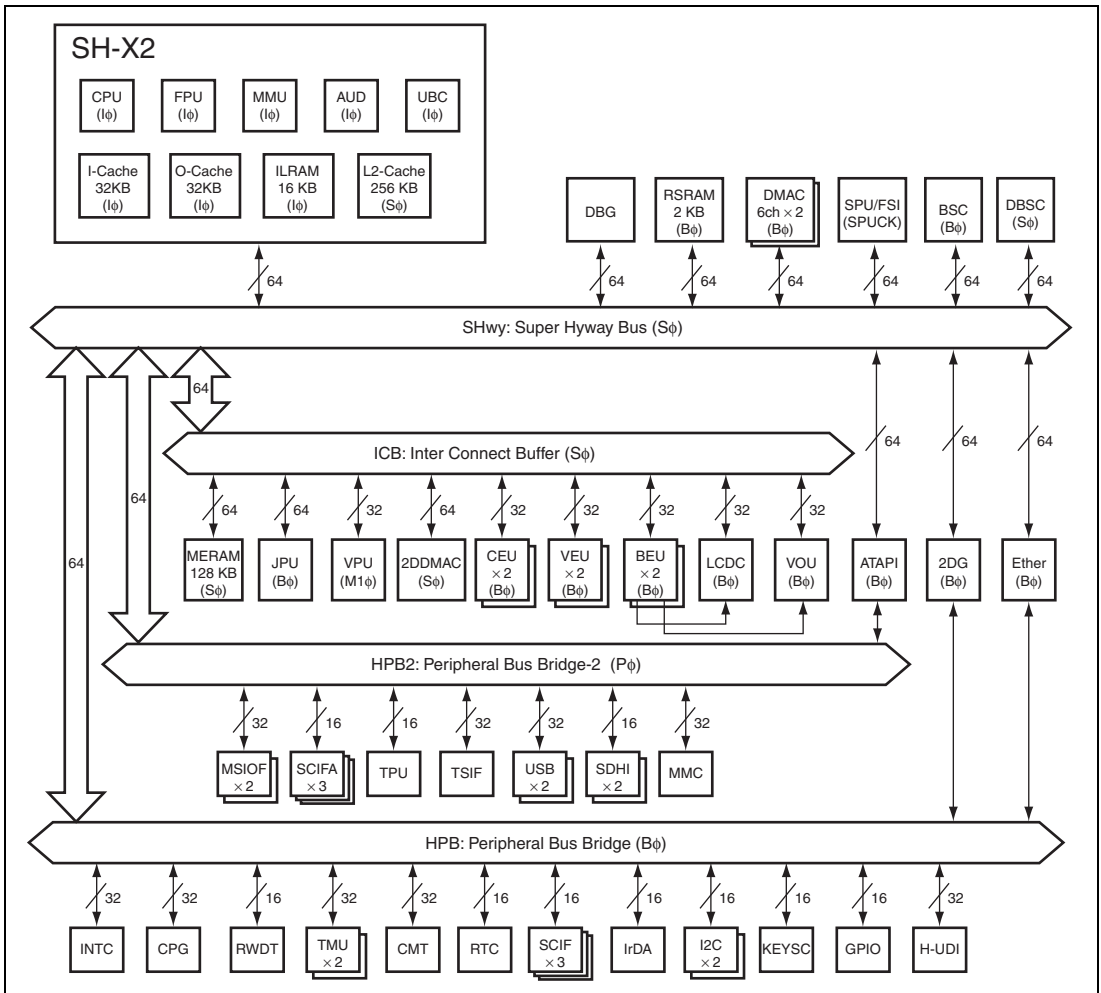 SH-X2
CPU
(Iϕ)
FPU
(Iϕ)
MMU
(Iϕ)
AUD
(Iϕ)
UBC
(Iϕ)
I-Cache
32KB
(Iϕ)
O-Cache
32KB
(Iϕ)
ILRAM
16 KB
(Iϕ)
L2-Cache
256 KB
(Sϕ)
DBG
RSRAM
2 KB
(Bϕ)
DMAC
6ch × 2
(Bϕ)
SPU/FSI
(SPUCK)
BSC
(Bϕ)
DBSC
(Sϕ)
64
64
64
64
64
64
64
SHwy: Super Hyway Bus (Sϕ)
64
64
64
64
64
64
ICB: Inter Connect Buffer (Sϕ)
64
64
32
64
32
32
32
32
32
MERAM
128 KB
(Sϕ)
JPU
(Bϕ)
VPU
(M1ϕ)
2DDMAC
(Sϕ)
CEU
× 2
(Bϕ)
VEU
× 2
(Bϕ)
BEU
× 2
(Bϕ)
LCDC
(Bϕ)
VOU
(Bϕ)
ATAPI
(Bϕ)
2DG
(Bϕ)
Ether
(Bϕ)
HPB2: Peripheral Bus Bridge-2 (Pϕ)
32
16
16
32
32
16
32
MSIOF
× 2
SCIFA
× 3
TPU
TSIF
USB
× 2
SDHI
× 2
MMC
HPB: Peripheral Bus Bridge (Bϕ)
32
32
16
32
32
16
16
16
16
16
16
32
INTC
CPG
RWDT
TMU
× 2
CMT
RTC
SCIF
× 3
IrDA
I2C
× 2
KEYSC
GPIO
H-UDI